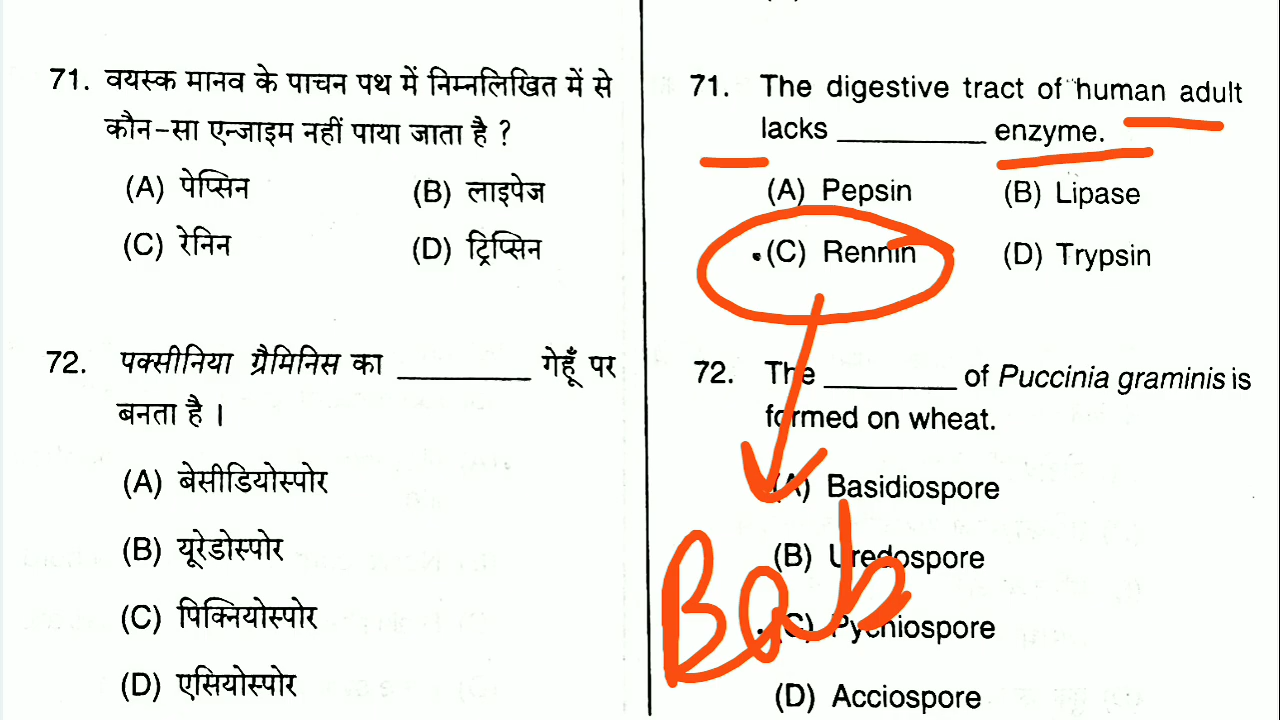 71. वयस्क मानव के पाचन पथ में निम्नलिखित में से
कौन-सा एन्जाइम नहीं पाया जाता है ?
(A) पेप्सिन (B) लाइपेज
(C) रेनिन (D) ट्रिप्सिन
72. पक्सीनिया ग्रैमिनिस का ________ गेहूँ पर
बनता है ।
(A) बेसीडियोस्पोर
(B) यूरेडोस्पोर
(C) पिक्नियोस्पोर
(D) एसियोस्पोर
71. The digestive tract of human adult
lacks ________ enzyme.
(A) Pepsin (B) Lipase
(C) Rennin (D) Trypsin
72. The ________ of Puccinia graminis is
formed on wheat.
(A) Basidiospore
(B) Uredospore
(C) Pychiospore
(D) Acciospore
Bab